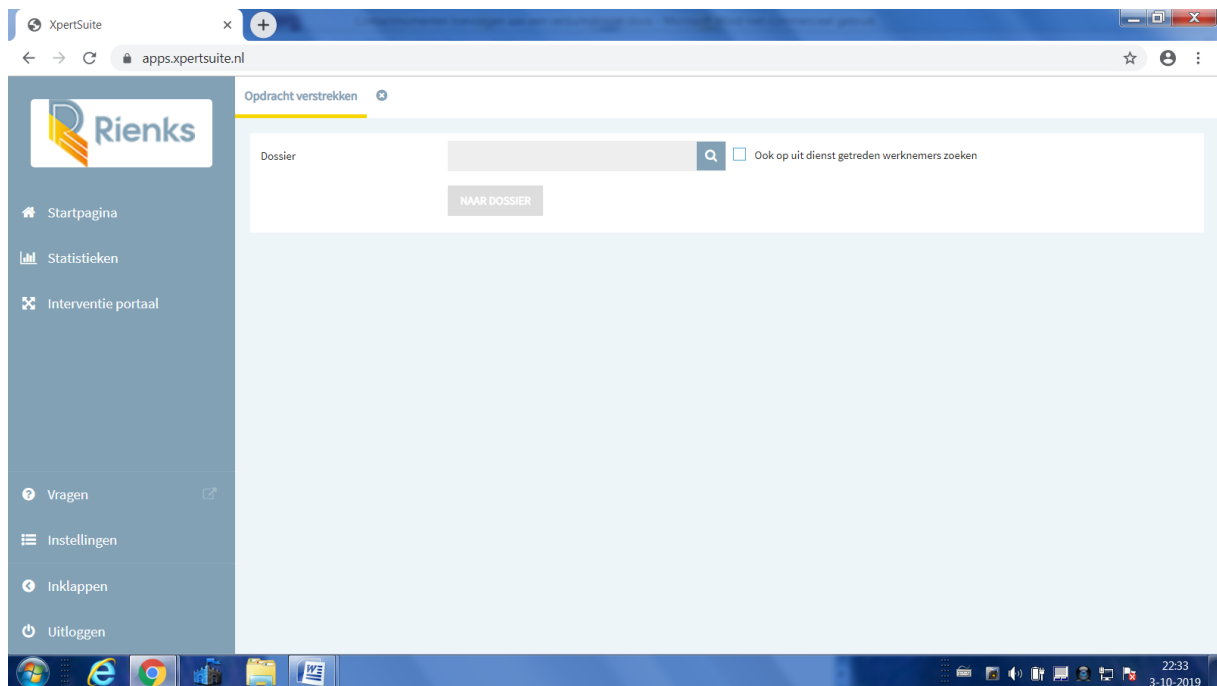 XpertSuite
apps.xpertsuite.nl
Rienks
Opdracht verstrekken
Dossier
Ook op uit dienst getreden werknemers zoeken
NAAR DOSSIER
Startpagina
Statistieken
Interventie portaal
Vragen
Instellingen
Inklappen
Uitloggen
22:33
3-10-2019